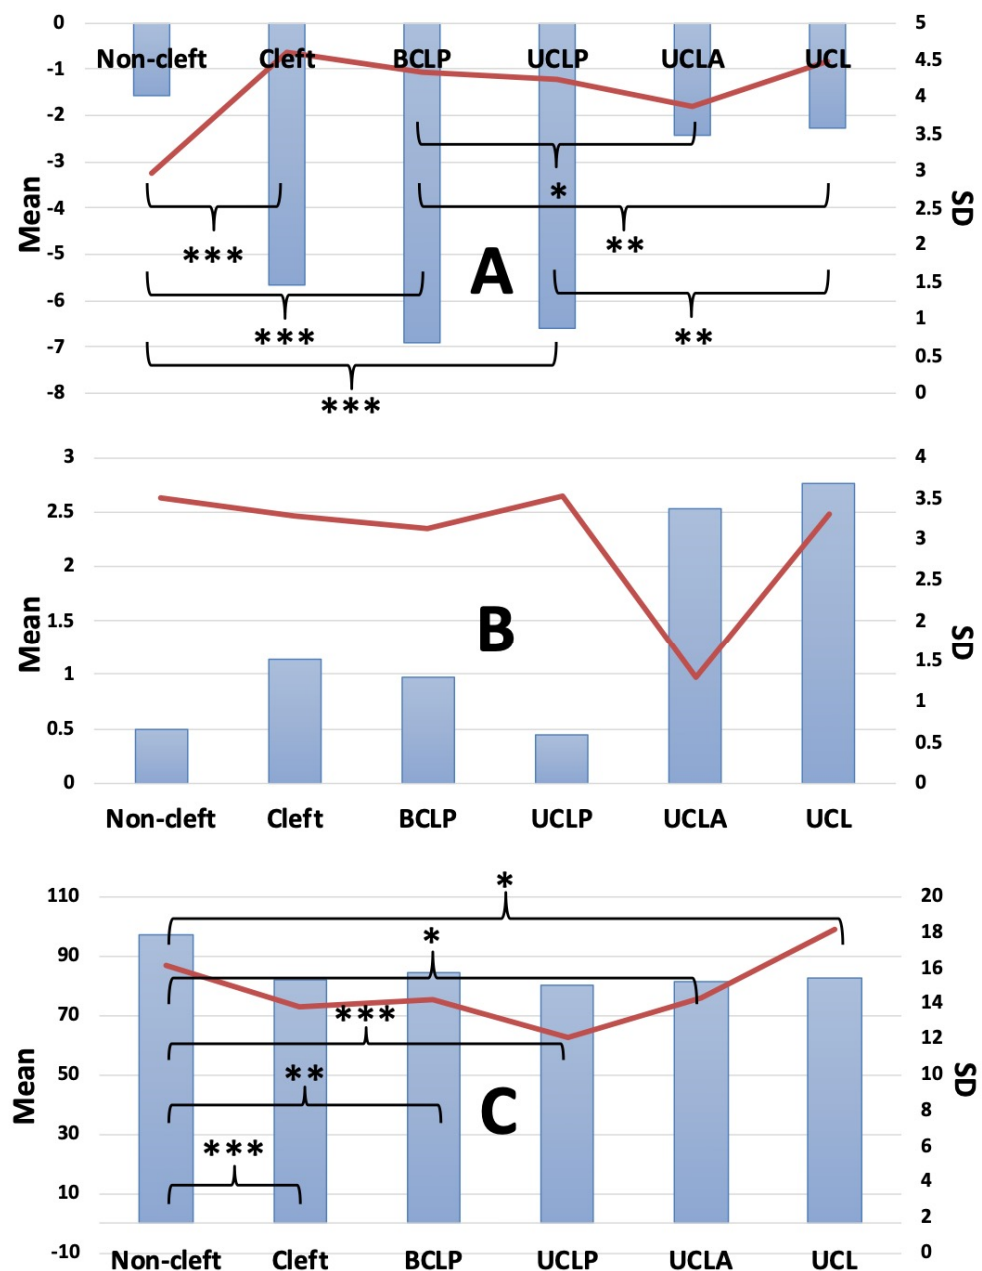 0 5
Non-cleft Cleft BCLP UCLP UCLA UCL 4.5
-1 4
-2 3.5
-3 3
* 
-4 2.5
*** **
-5 2
A
1.5
-6 1
*** **
-7 0.5
-8 0
***
Mean
SD
3 4
2.5 3.5
3
2 2.5
1.5 2
B
1.5
1 1
0.5 0.5
0 0
Mean
SD
Non-cleft Cleft BCLP UCLP UCLA UCL
*
110 20
18
*
90 16
14
70 ***
12
50 ** 10
C
8
30 6
***
4
10 2
-10 0
Mean
SD
Non-cleft Cleft BCLP UCLP UCLA UCL